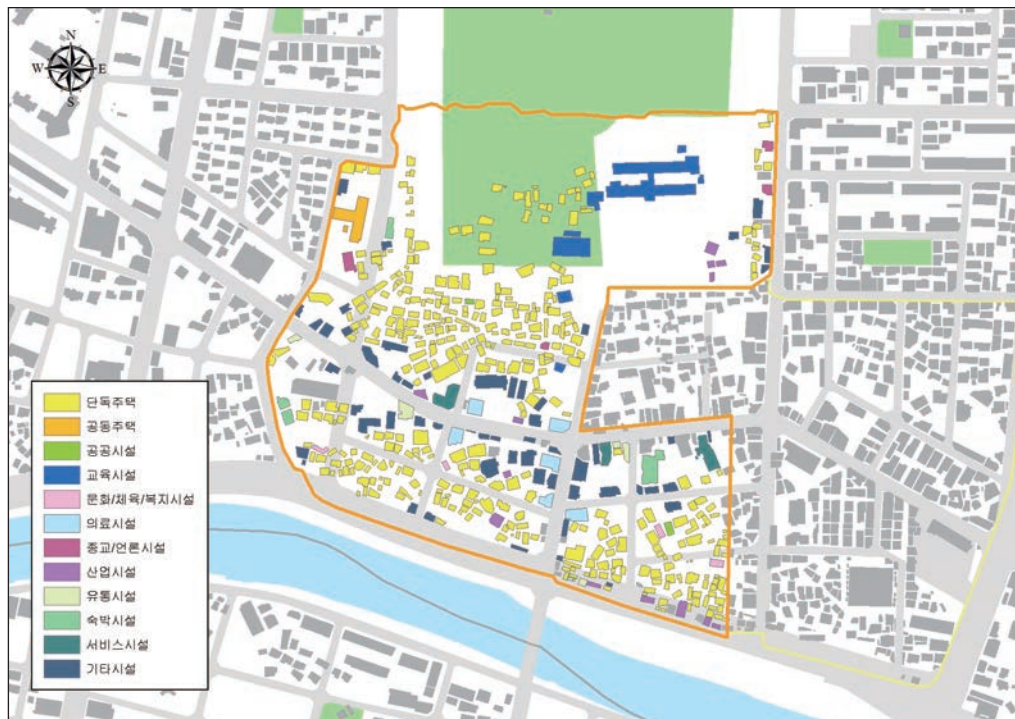 N
W E
S
단독주택
공동주택
공공시설
교육시설
문화/체육/복지시설
의료시설
종교/언론시설
산업시설
유통시설
숙박시설
서비스시설
기타시설